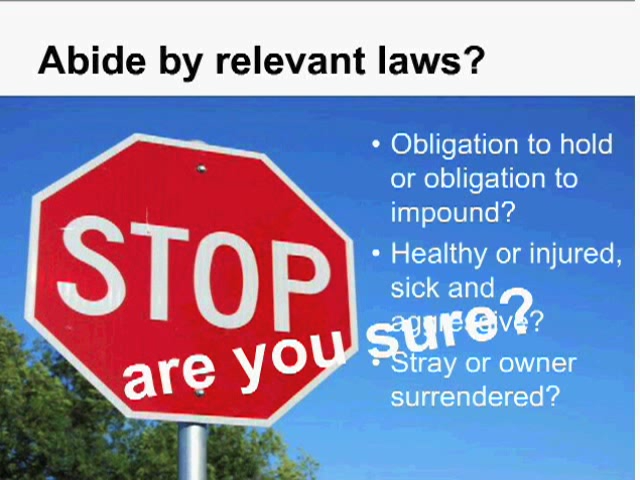 Abide by relevant laws?
• Obligation to hold
or obligation to
impound?
• Healthy or injured,
sick and
aggressive?
• Stray or owner
surrendered?
STOP
are you sure?